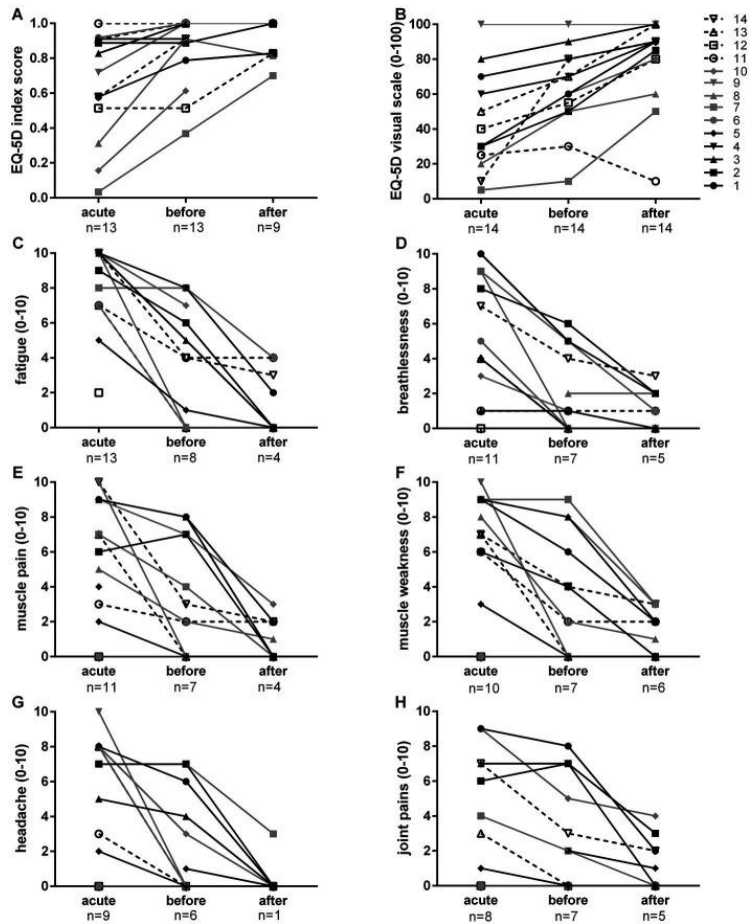 A
EQ-5D index score
1.0
0.8
0.6
0.4
0.2
0.0
acute before after
n=13 n=13 n=9
B
EQ-5D visual scale (0-100)
100
80
60
40
20
0
acute before after
n=14 n=14 n=14
14
13
12
11
10
9
8
7
6
5
4
3
2
1
C
fatigue (0-10)
10
8
6
4
2
0
acute before after
n=13 n=8 n=4
D
breathlessness (0-10)
10
8
6
4
2
0
acute before after
n=11 n=7 n=5
E
muscle pain (0-10)
10
8
6
4
2
0
acute before after
n=11 n=7 n=4
F
muscle weakness (0-10)
10
8
6
4
2
0
acute before after
n=10 n=7 n=6
G
headache (0-10)
10
8
6
4
2
0
acute before after
n=9 n=6 n=1
H
joint pains (0-10)
10
8
6
4
2
0
acute before after
n=8 n=7 n=5